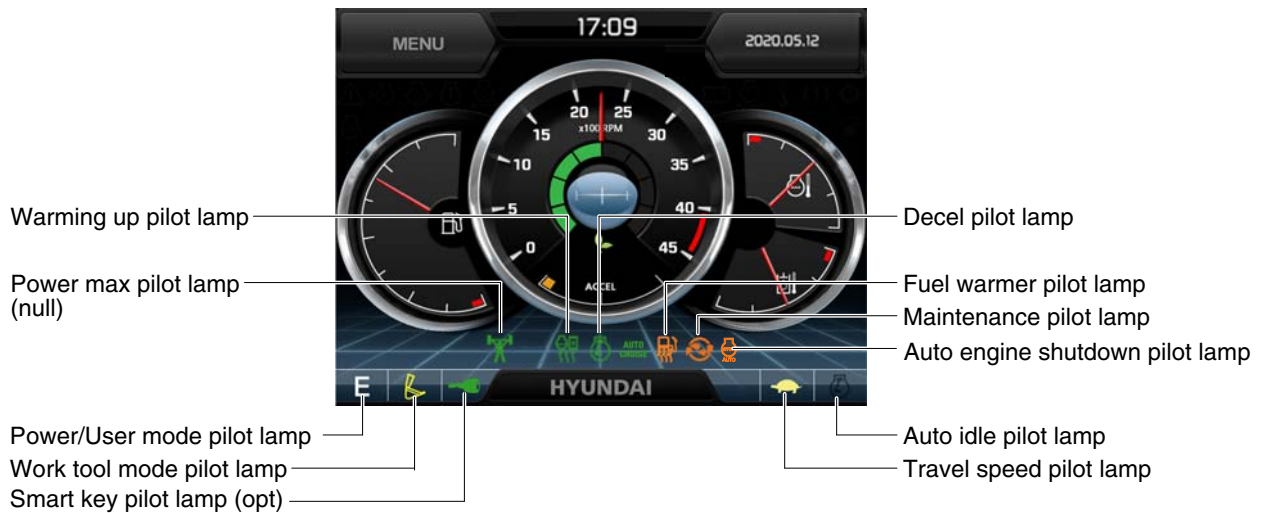 17:09
MENU
2020.05.12
20 25
x100 RPM
15 30
10 35
5 40
0 45
ACCEL
Warming up pilot lamp
Decel pilot lamp
Power max pilot lamp
(null)
Fuel warmer pilot lamp
Maintenance pilot lamp
Auto engine shutdown pilot lamp
AUTO
CRUISE
AUTO
E
HYUNDAI
Power/User mode pilot lamp
Auto idle pilot lamp
Work tool mode pilot lamp
Travel speed pilot lamp
Smart key pilot lamp (opt)